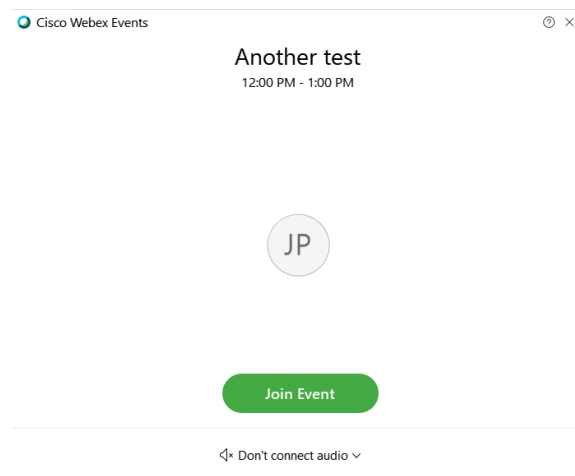 Cisco Webex Events
Another test
12:00 PM - 1:00 PM
JP
Join Event
Don't connect audio